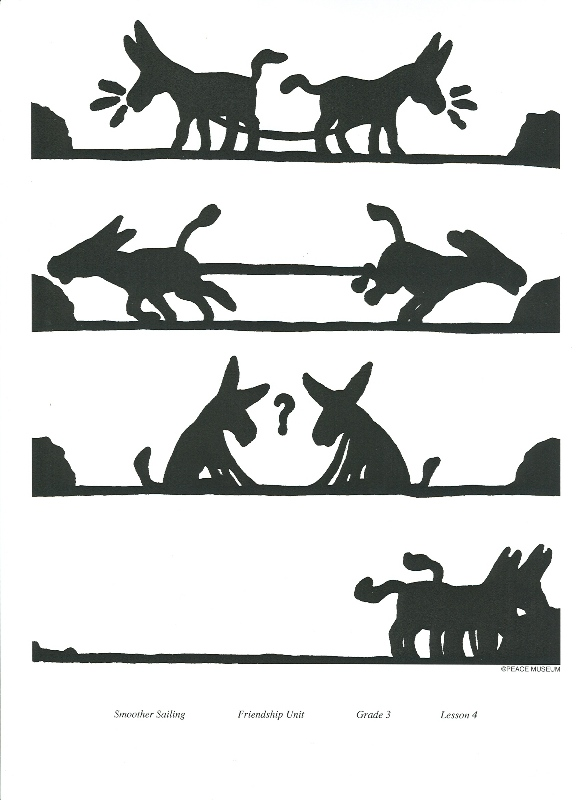 ?
©PEACE MUSEUM
Smoother Sailing Friendship Unit Grade 3 Lesson 4